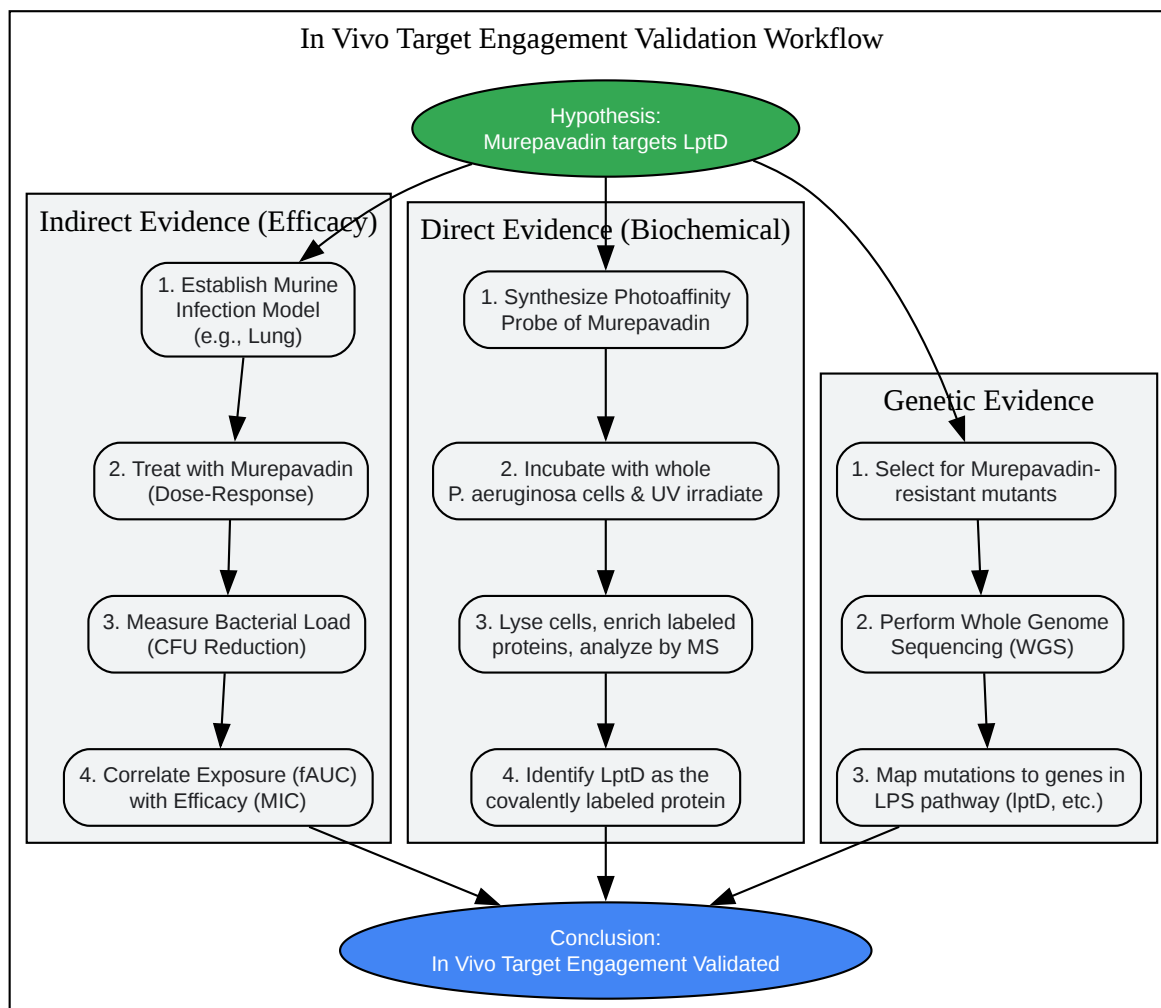 In Vivo Target Engagement Validation Workflow
Hypothesis:
Murepavadin targets LptD
Indirect Evidence (Efficacy)
1. Establish Murine
Infection Model
(e.g., Lung)
2. Treat with Murepavadin
(Dose-Response)
3. Measure Bacterial Load
(CFU Reduction)
4. Correlate Exposure (fAUC)
with Efficacy (MIC)
Direct Evidence (Biochemical)
1. Synthesize Photoaffinity
Probe of Murepavadin
2. Incubate with whole
P. aeruginosa cells & UV irradiate
3. Lyse cells, enrich labeled
proteins, analyze by MS
4. Identify LptD as the
covalently labeled protein
Genetic Evidence
1. Select for Murepavadin-
resistant mutants
2. Perform Whole Genome
Sequencing (WGS)
3. Map mutations to genes in
LPS pathway (lptD, etc.)
Conclusion:
In Vivo Target Engagement Validated